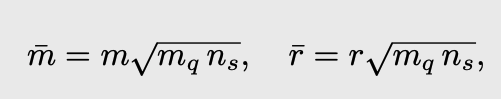 m̄ = m√(m_q n_s), r̄ = r√(m_q n_s),